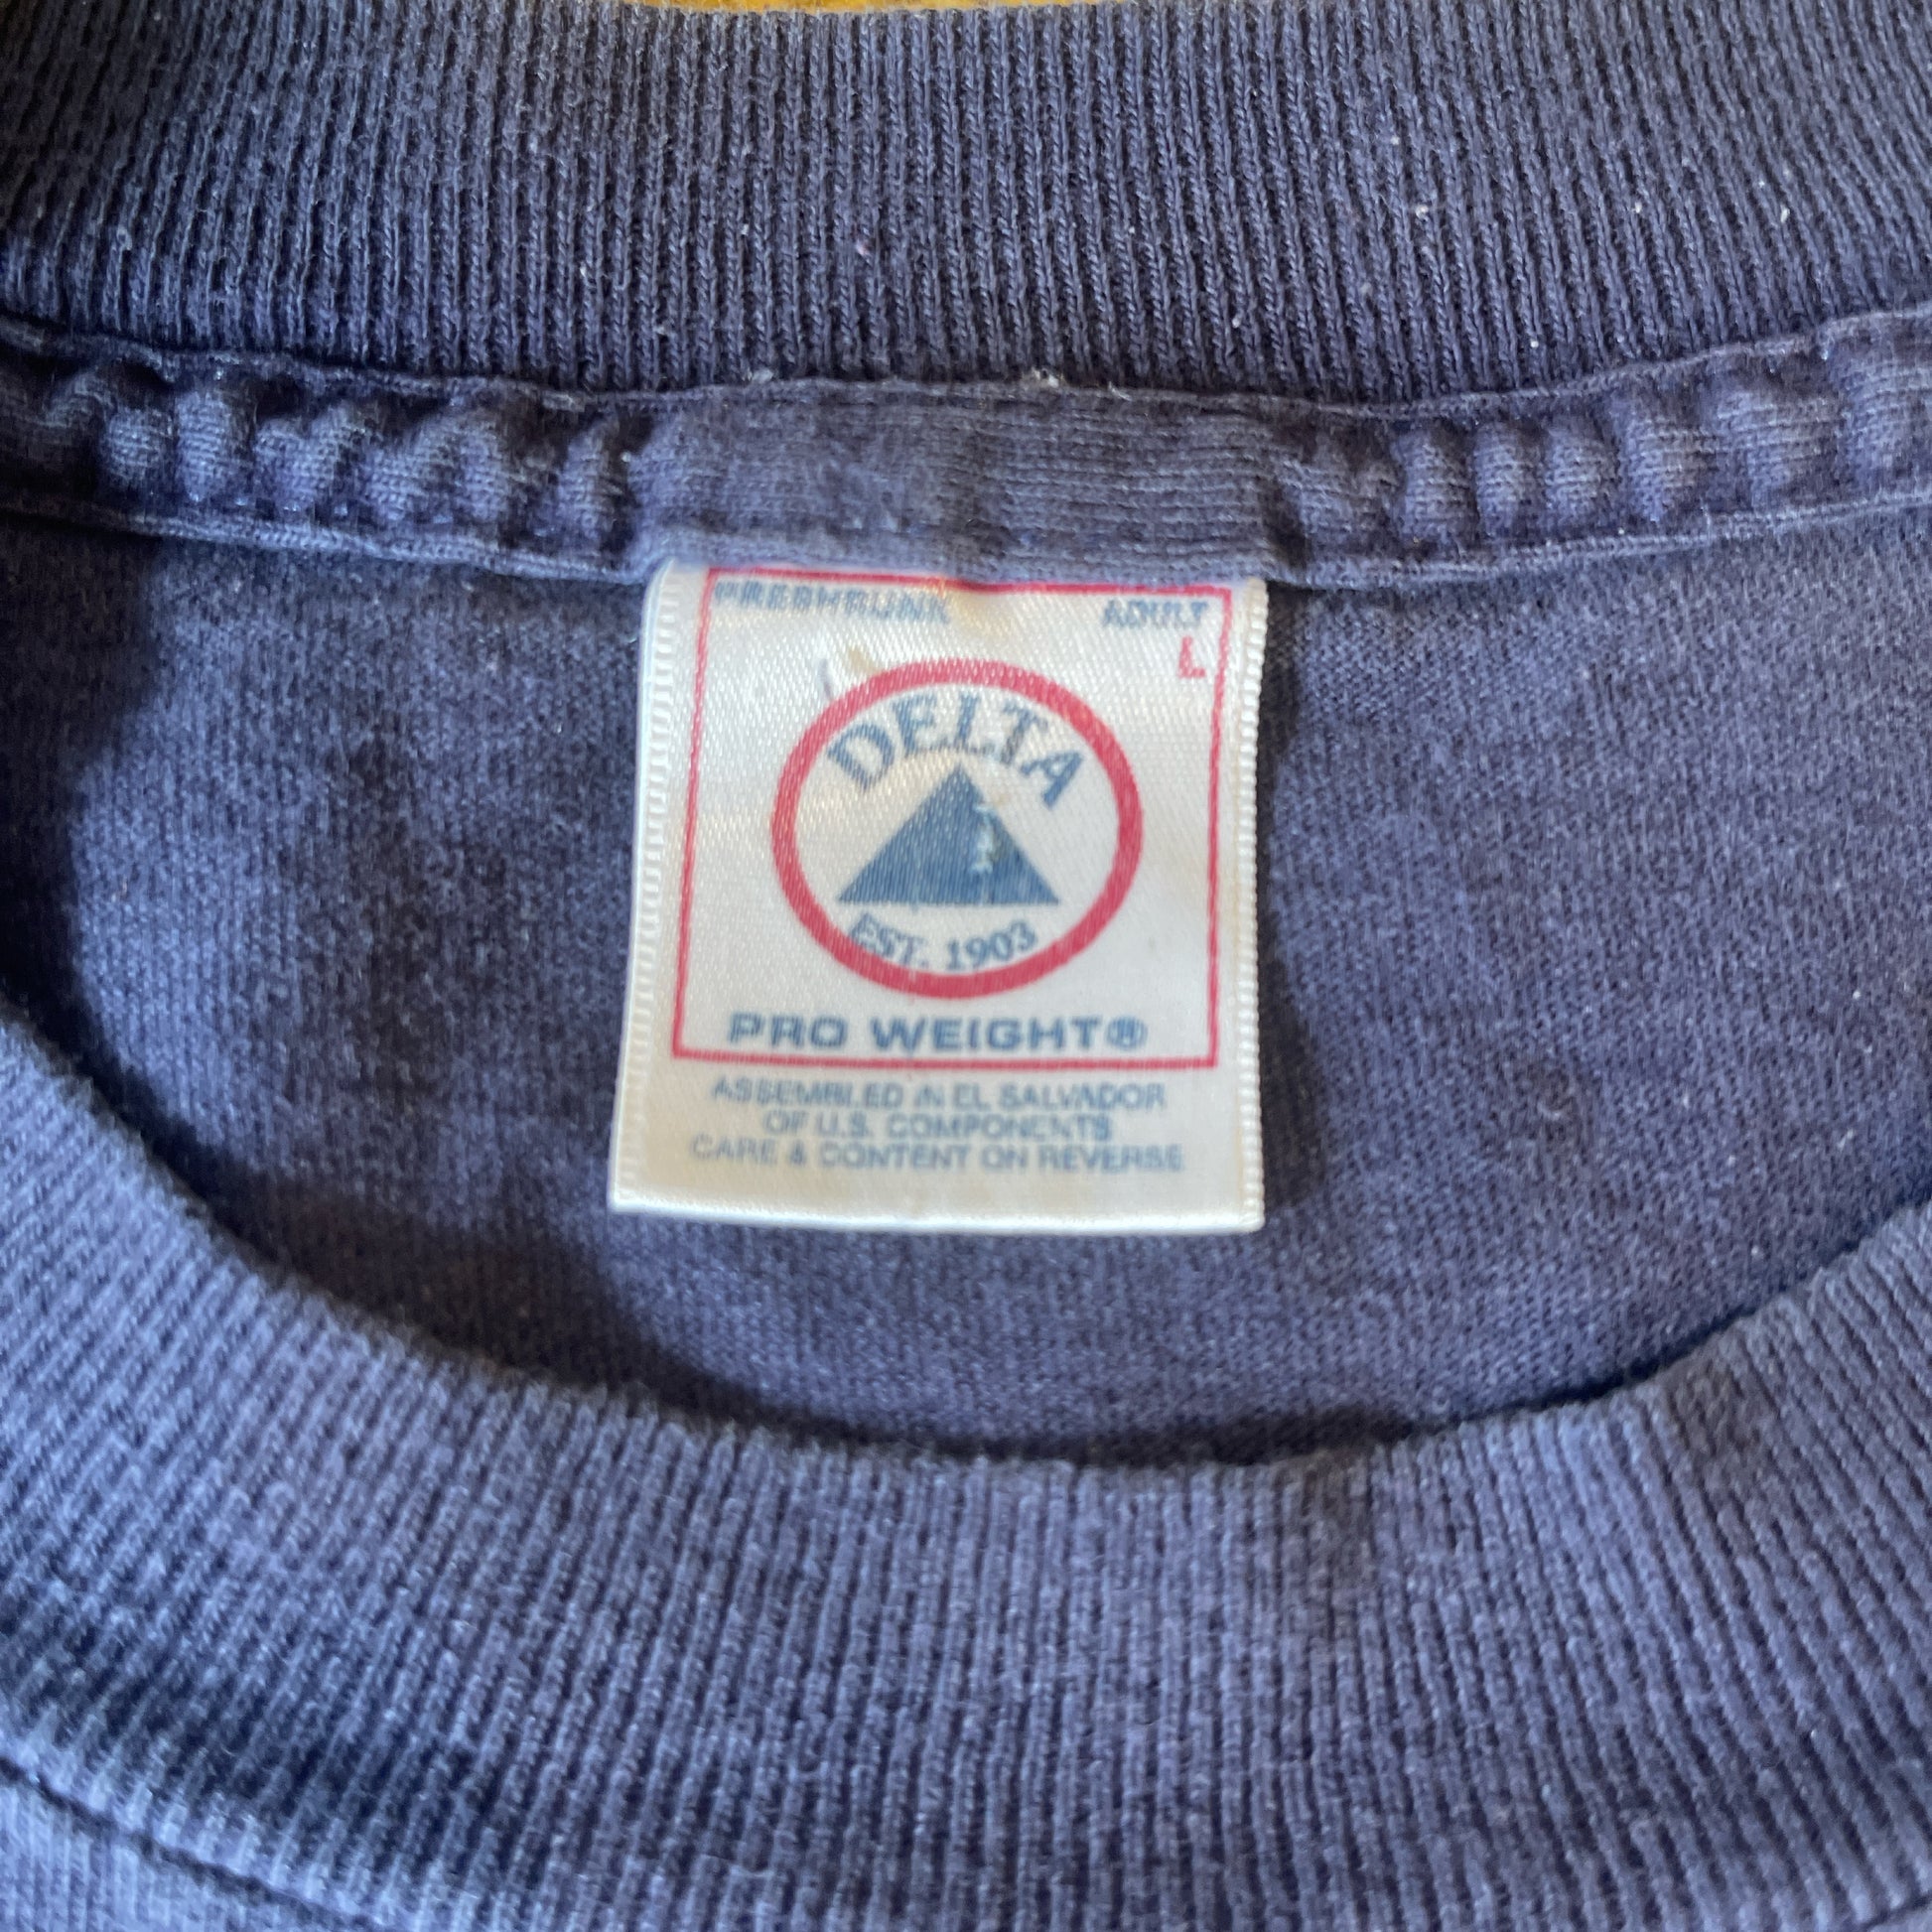 PRESHRUNK ADULT
L
DELTA
EST. 1903
PRO WEIGHT®
ASSEMBLED IN EL SALVADOR
OF U.S. COMPONENTS
CARE & CONTENT ON REVERSE